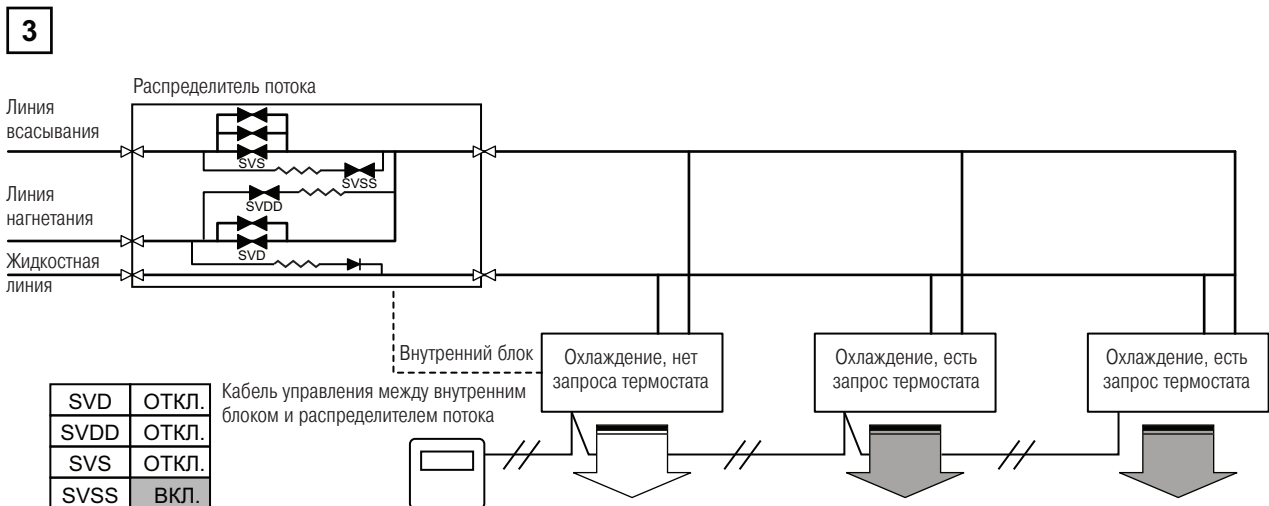 3
Распределитель потока
Линия
всасывания
SVS
SVSS
Линия
нагнетания
SVDD
SVD
Жидкостная
линия
Внутренний блок
Охлаждение, нет
запроса термостата
Охлаждение, есть
запрос термостата
Охлаждение, есть
запрос термостата
Кабель управления между внутренним
блоком и распределителем потока
SVD ОТКЛ.
SVDD ОТКЛ.
SVS ОТКЛ.
SVSS ВКЛ.